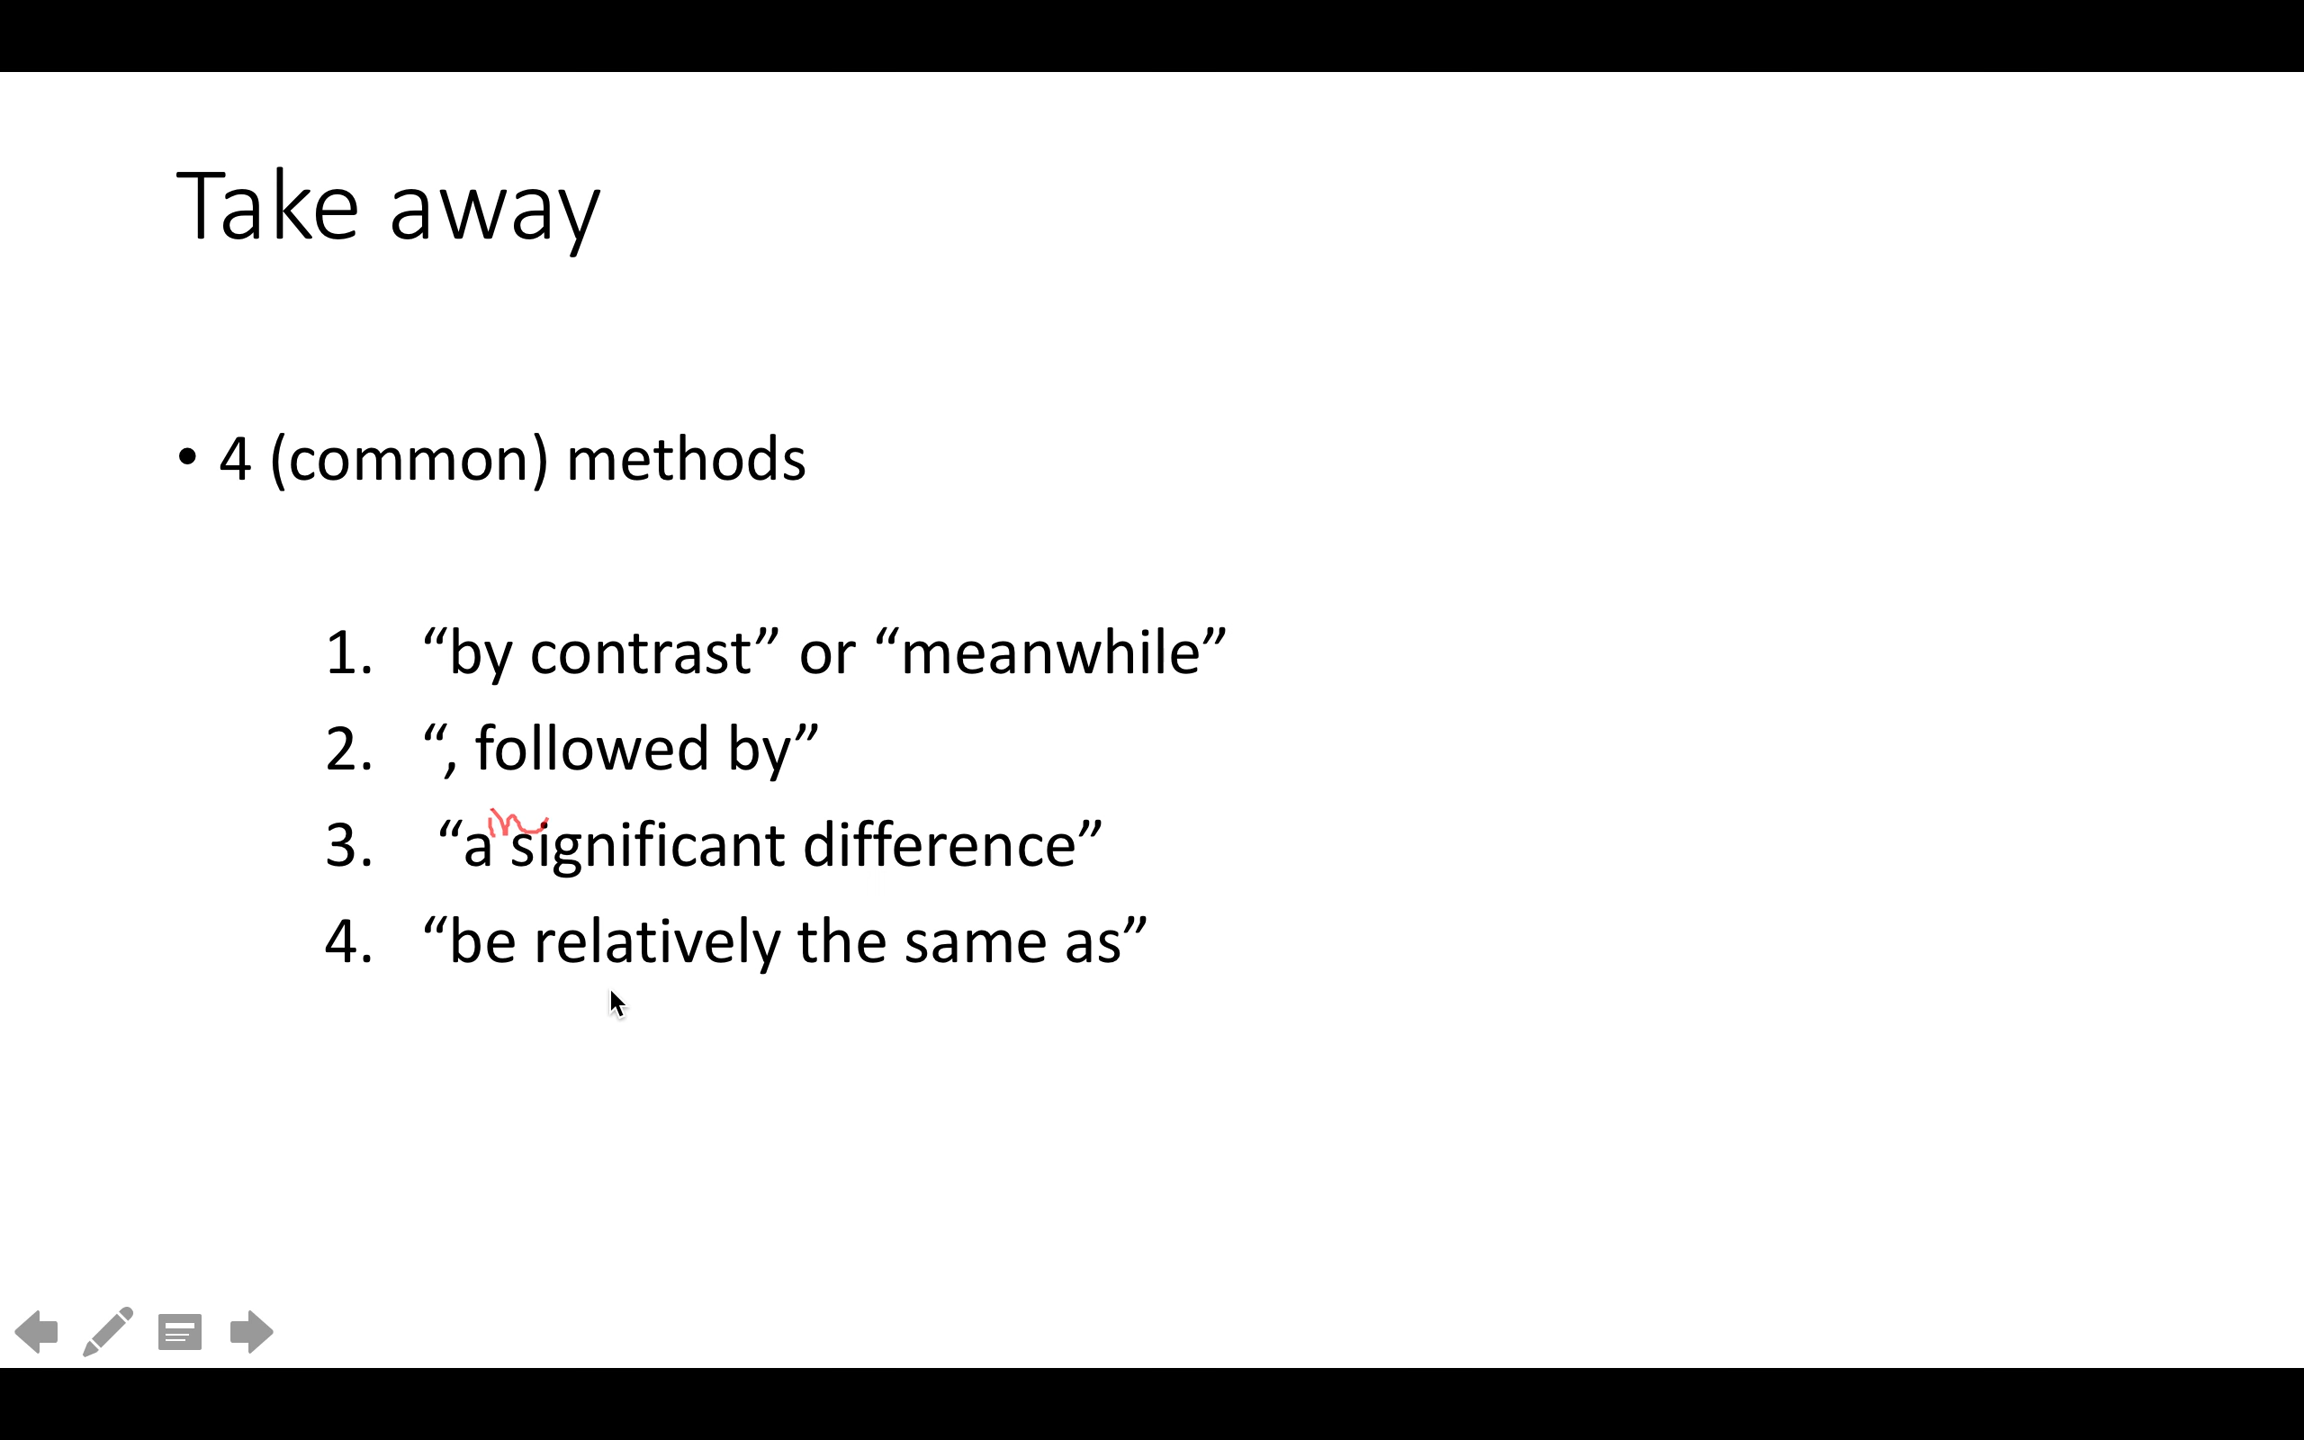 Take away
• 4 (common) methods
1. “by contrast” or “meanwhile”
2. “, followed by”
3. “a significant difference”
4. “be relatively the same as”